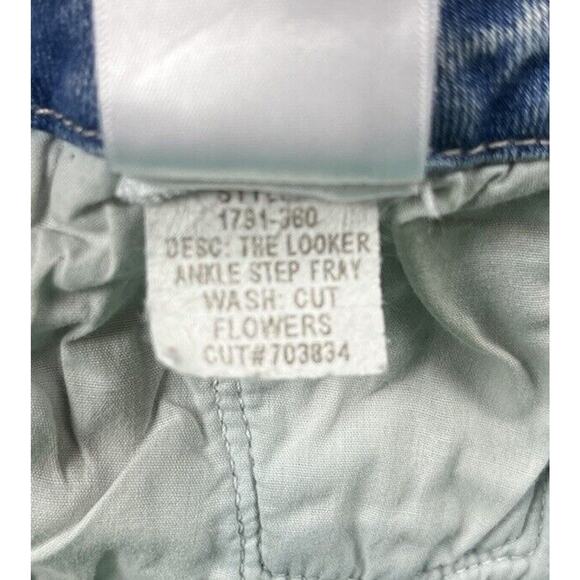 1791-360
DESC: THE LOOKER
ANKLE STEP FRAY
WASH: CUT
FLOWERS
CUT# 703834